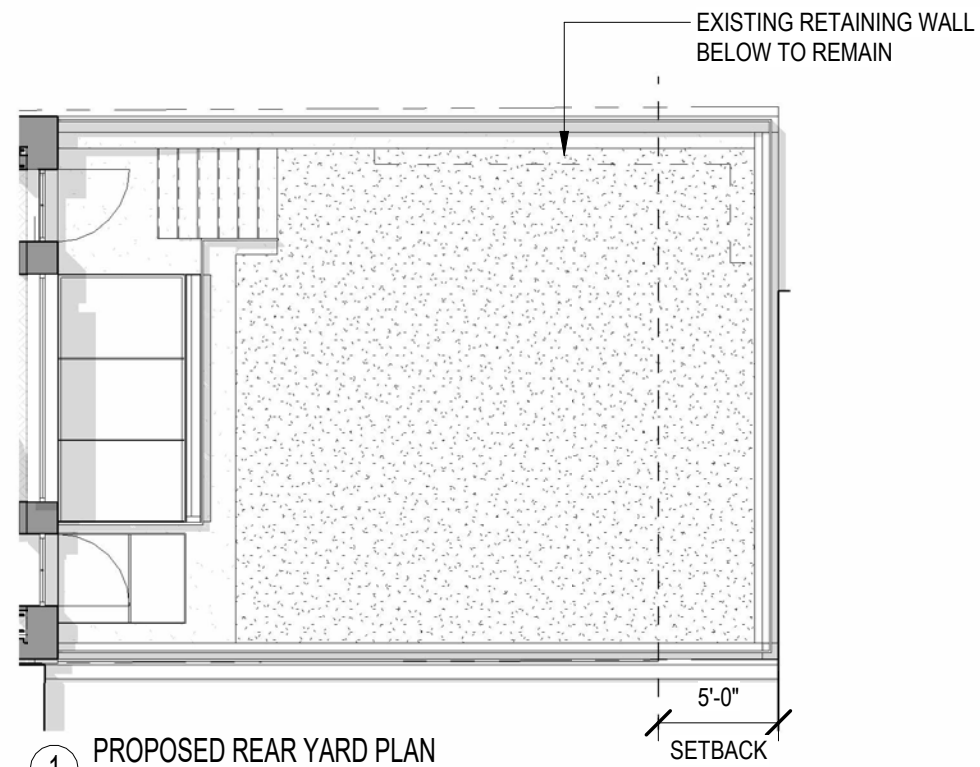 EXISTING RETAINING WALL
BELOW TO REMAIN
5'-0"
SETBACK
1 PROPOSED REAR YARD PLAN